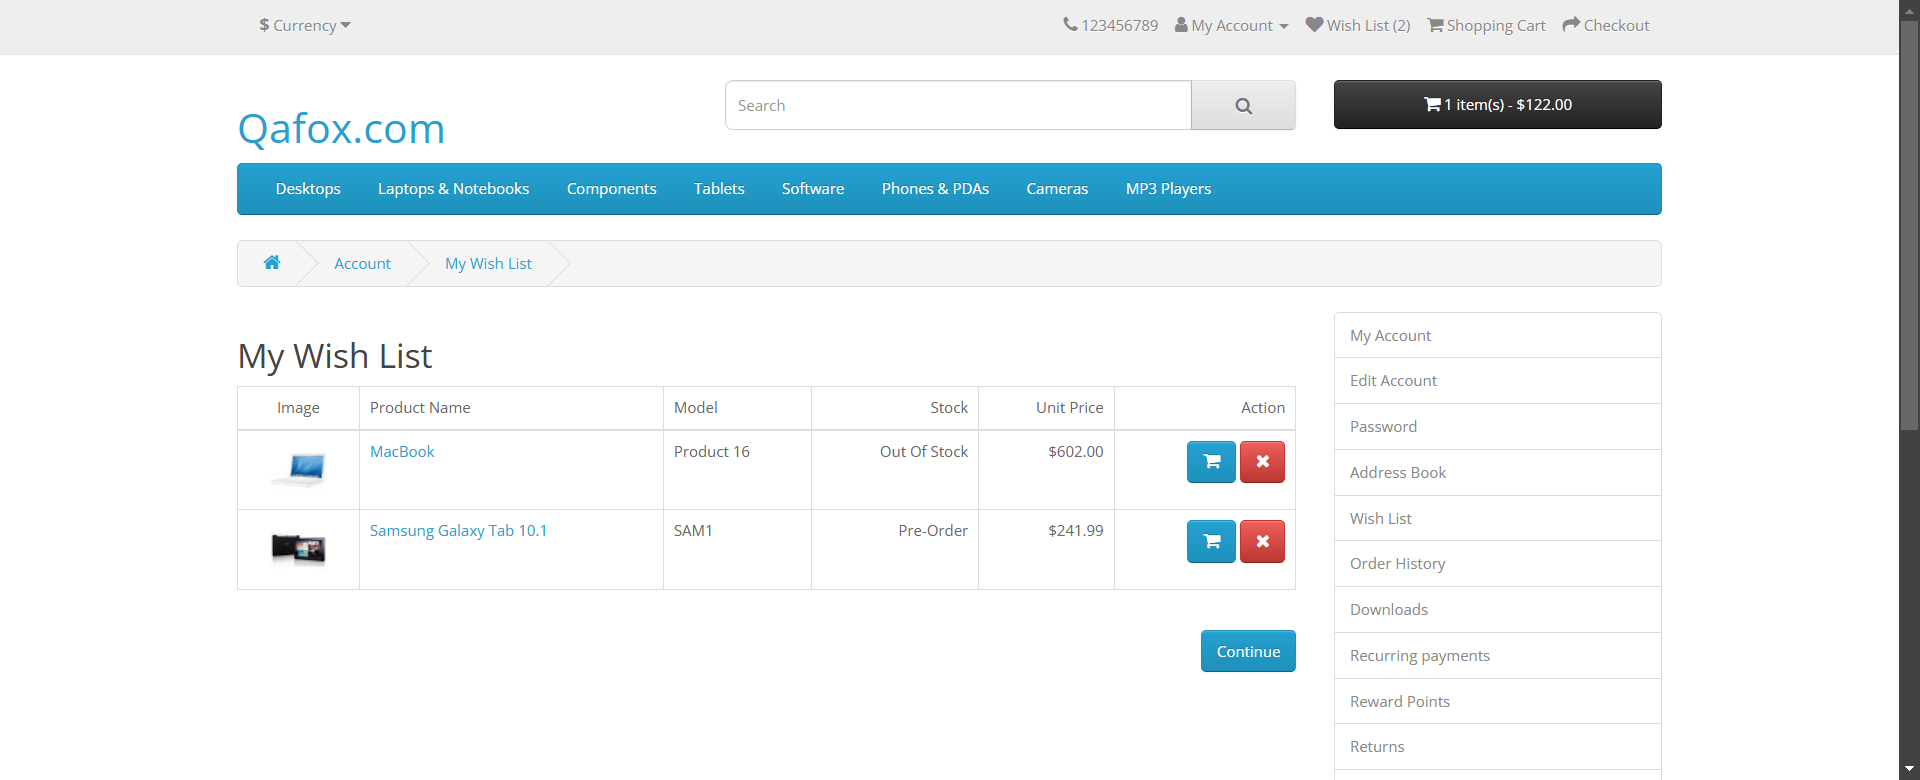 $ Currency
123456789 My Account Wish List (2) Shopping Cart Checkout
Qafox.com
Search
1 item(s) - $122.00
Desktops Laptops & Notebooks Components Tablets Software Phones & PDAs Cameras MP3 Players
Account My Wish List
My Wish List
Image Product Name Model Stock Unit Price Action
MacBook Product 16 Out Of Stock $602.00
Samsung Galaxy Tab 10.1 SAM1 Pre-Order $241.99
Continue
My Account
Edit Account
Password
Address Book
Wish List
Order History
Downloads
Recurring payments
Reward Points
Returns